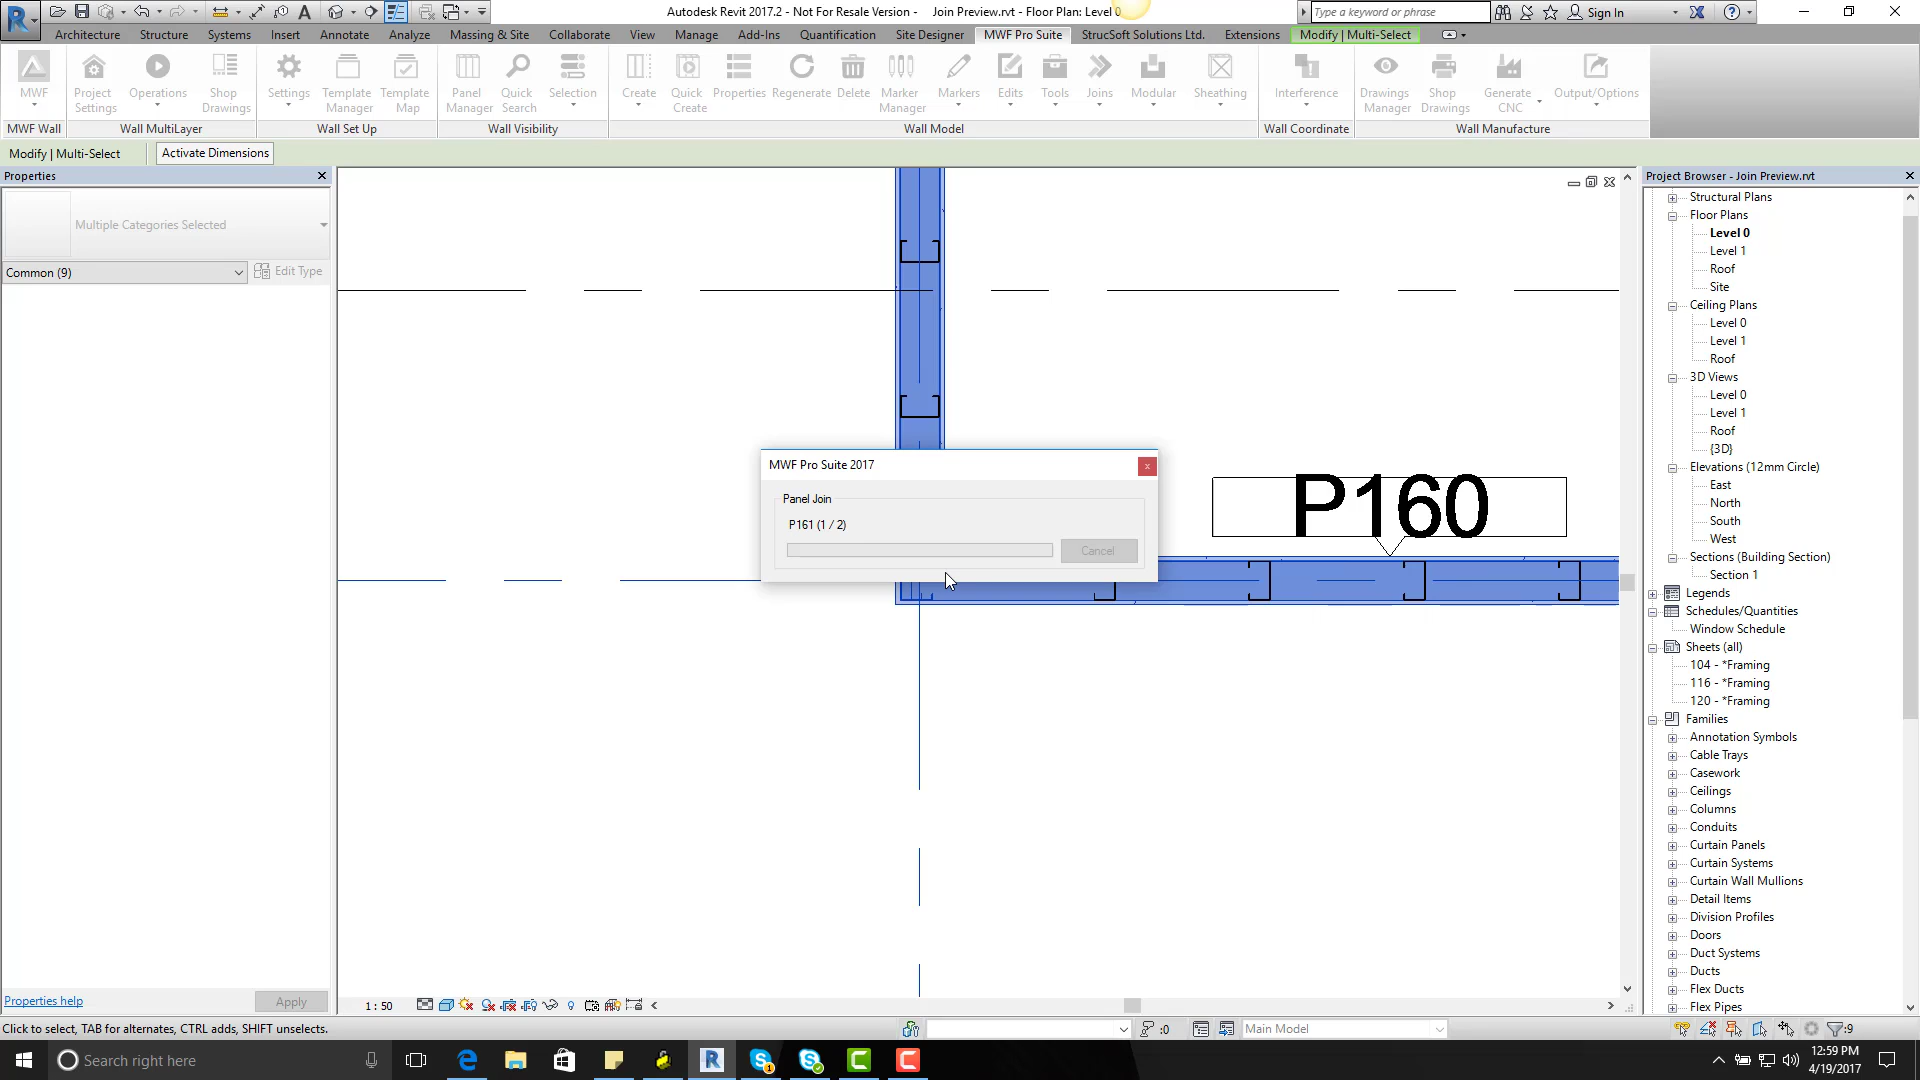 Autodesk Revit 2017.2 - Not For Resale Version - Join Preview.rvt - Floor Plan: Level 0
Type a keyword or phrase
Sign In
Architecture Structure Systems Insert Annotate Analyze Massing & Site Collaborate View Manage Add-Ins Quantification Site Designer MWF Pro Suite StrucSoft Solutions Ltd. Extensions Modify | Multi-Select
MWF Project Settings Operations Shop Drawings Settings Template Manager Template Map Panel Manager Quick Search Selection Create Quick Create Properties Regenerate Delete Marker Manager Markers Edits Tools Joins Modular Sheathing Interference Drawings Manager Shop Drawings Generate CNC Output/Options
MWF Wall Wall MultiLayer Wall Set Up Wall Visibility Wall Model Wall Coordinate Wall Manufacture
Modify | Multi-Select Activate Dimensions
Properties
Multiple Categories Selected
Common (9) Edit Type
Properties help Apply
MWF Pro Suite 2017
Panel Join
P161 (1 / 2)
Cancel
P160
Project Browser - Join Preview.rvt
Structural Plans
Floor Plans
Level 0
Level 1
Roof
Site
Ceiling Plans
Level 0
Level 1
Roof
3D Views
Level 0
Level 1
Roof
{3D}
Elevations (12mm Circle)
East
North
South
West
Sections (Building Section)
Section 1
Legends
Schedules/Quantities
Window Schedule
Sheets (all)
104 - *Framing
116 - *Framing
120 - *Framing
Families
Annotation Symbols
Cable Trays
Casework
Ceilings
Columns
Conduits
Curtain Panels
Curtain Systems
Curtain Wall Mullions
Detail Items
Division Profiles
Doors
Duct Systems
Ducts
Flex Ducts
Flex Pipes
1 : 50
Click to select, TAB for alternates, CTRL adds, SHIFT unselects.
:0
Main Model
:9
Search right here
12:59 PM
4/19/2017